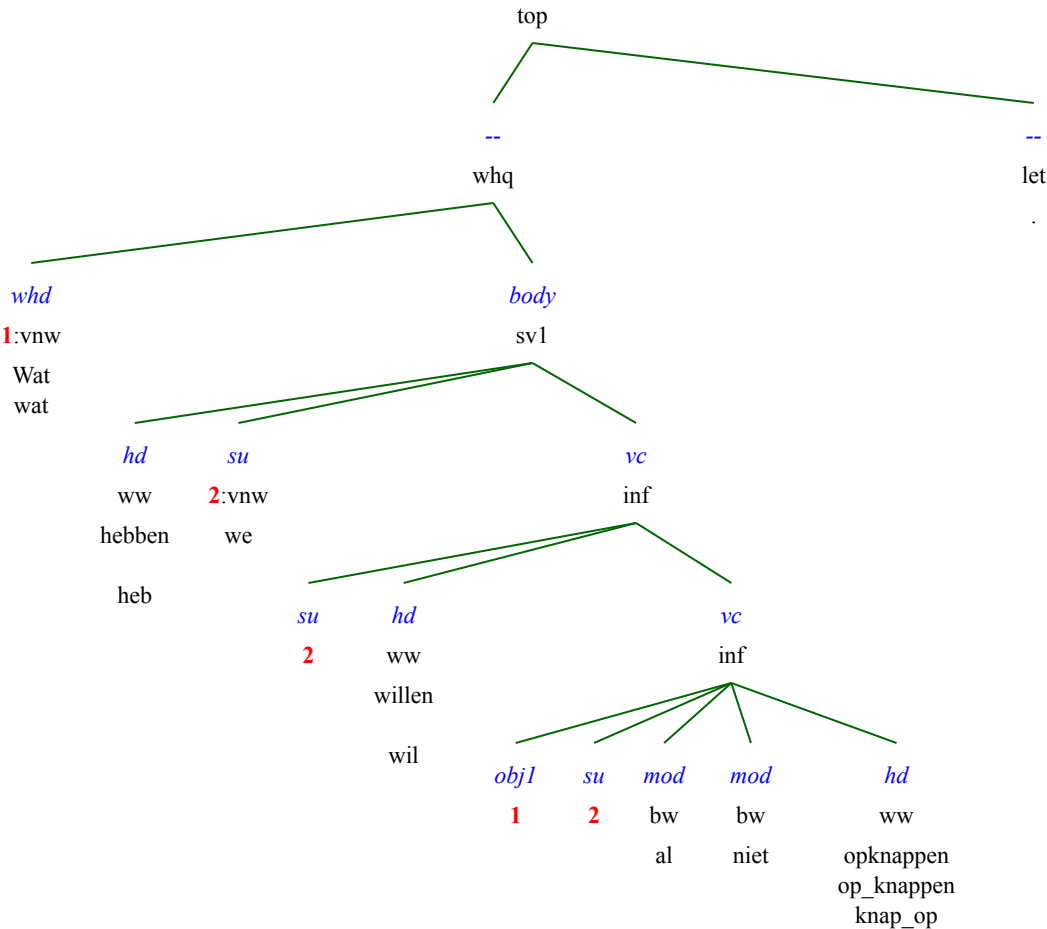 top
-- --
whq let
.
whd body
1:vnw sv1
Wat
wat
hd su vc
ww 2:vnw inf
hebben we
heb
su hd vc
2 ww inf
willen
wil
obj1 su mod mod hd
1 2 bw bw ww
al niet opknappen
op_knappen
knap_op